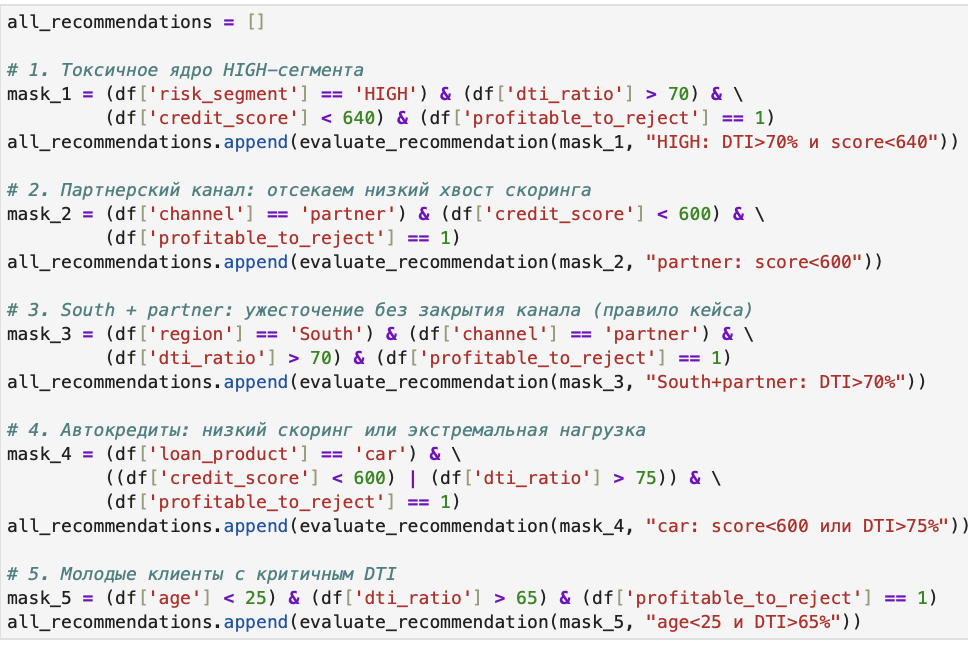 all_recommendations = []
# 1. Токсичное ядро HIGH-сегмента
mask_1 = (df['risk_segment'] == 'HIGH') & (df['dti_ratio'] > 70) & \
(df['credit_score'] < 640) & (df['profitable_to_reject'] == 1)
all_recommendations.append(evaluate_recommendation(mask_1, "HIGH: DTI>70% и score<640"))
# 2. Партнерский канал: отсекаем низкий хвост скоринга
mask_2 = (df['channel'] == 'partner') & (df['credit_score'] < 600) & \
(df['profitable_to_reject'] == 1)
all_recommendations.append(evaluate_recommendation(mask_2, "partner: score<600"))
# 3. South + partner: ужесточение без закрытия канала (правило кейса)
mask_3 = (df['region'] == 'South') & (df['channel'] == 'partner') & \
(df['dti_ratio'] > 70) & (df['profitable_to_reject'] == 1)
all_recommendations.append(evaluate_recommendation(mask_3, "South+partner: DTI>70%"))
# 4. Автокредиты: низкий скоринг или экстремальная нагрузка
mask_4 = (df['loan_product'] == 'car') & \
((df['credit_score'] < 600) | (df['dti_ratio'] > 75)) & \
(df['profitable_to_reject'] == 1)
all_recommendations.append(evaluate_recommendation(mask_4, "car: score<600 или DTI>75%"))
# 5. Молодые клиенты с критичным DTI
mask_5 = (df['age'] < 25) & (df['dti_ratio'] > 65) & (df['profitable_to_reject'] == 1)
all_recommendations.append(evaluate_recommendation(mask_5, "age<25 и DTI>65%"))